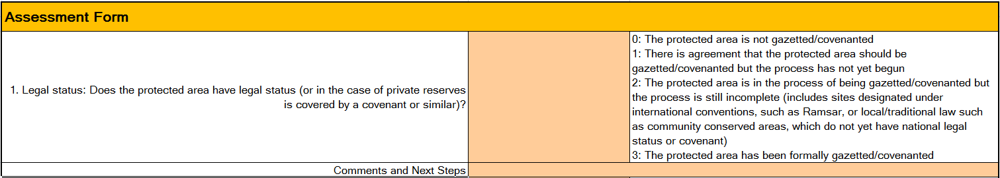 Assessment Form
1. Legal status: Does the protected area have legal status (or in the case of private reserves
is covered by a covenant or similar)?
0: The protected area is not gazetted/covenanted
1: There is agreement that the protected area should be
gazetted/covenanted but the process has not yet begun
2: The protected area is in the process of being gazetted/covenanted but
the process is still incomplete (includes sites designated under
international conventions, such as Ramsar, or local/traditional law such
as community conserved areas, which do not yet have national legal
status or covenant)
3: The protected area has been formally gazetted/covenanted
Comments and Next Steps